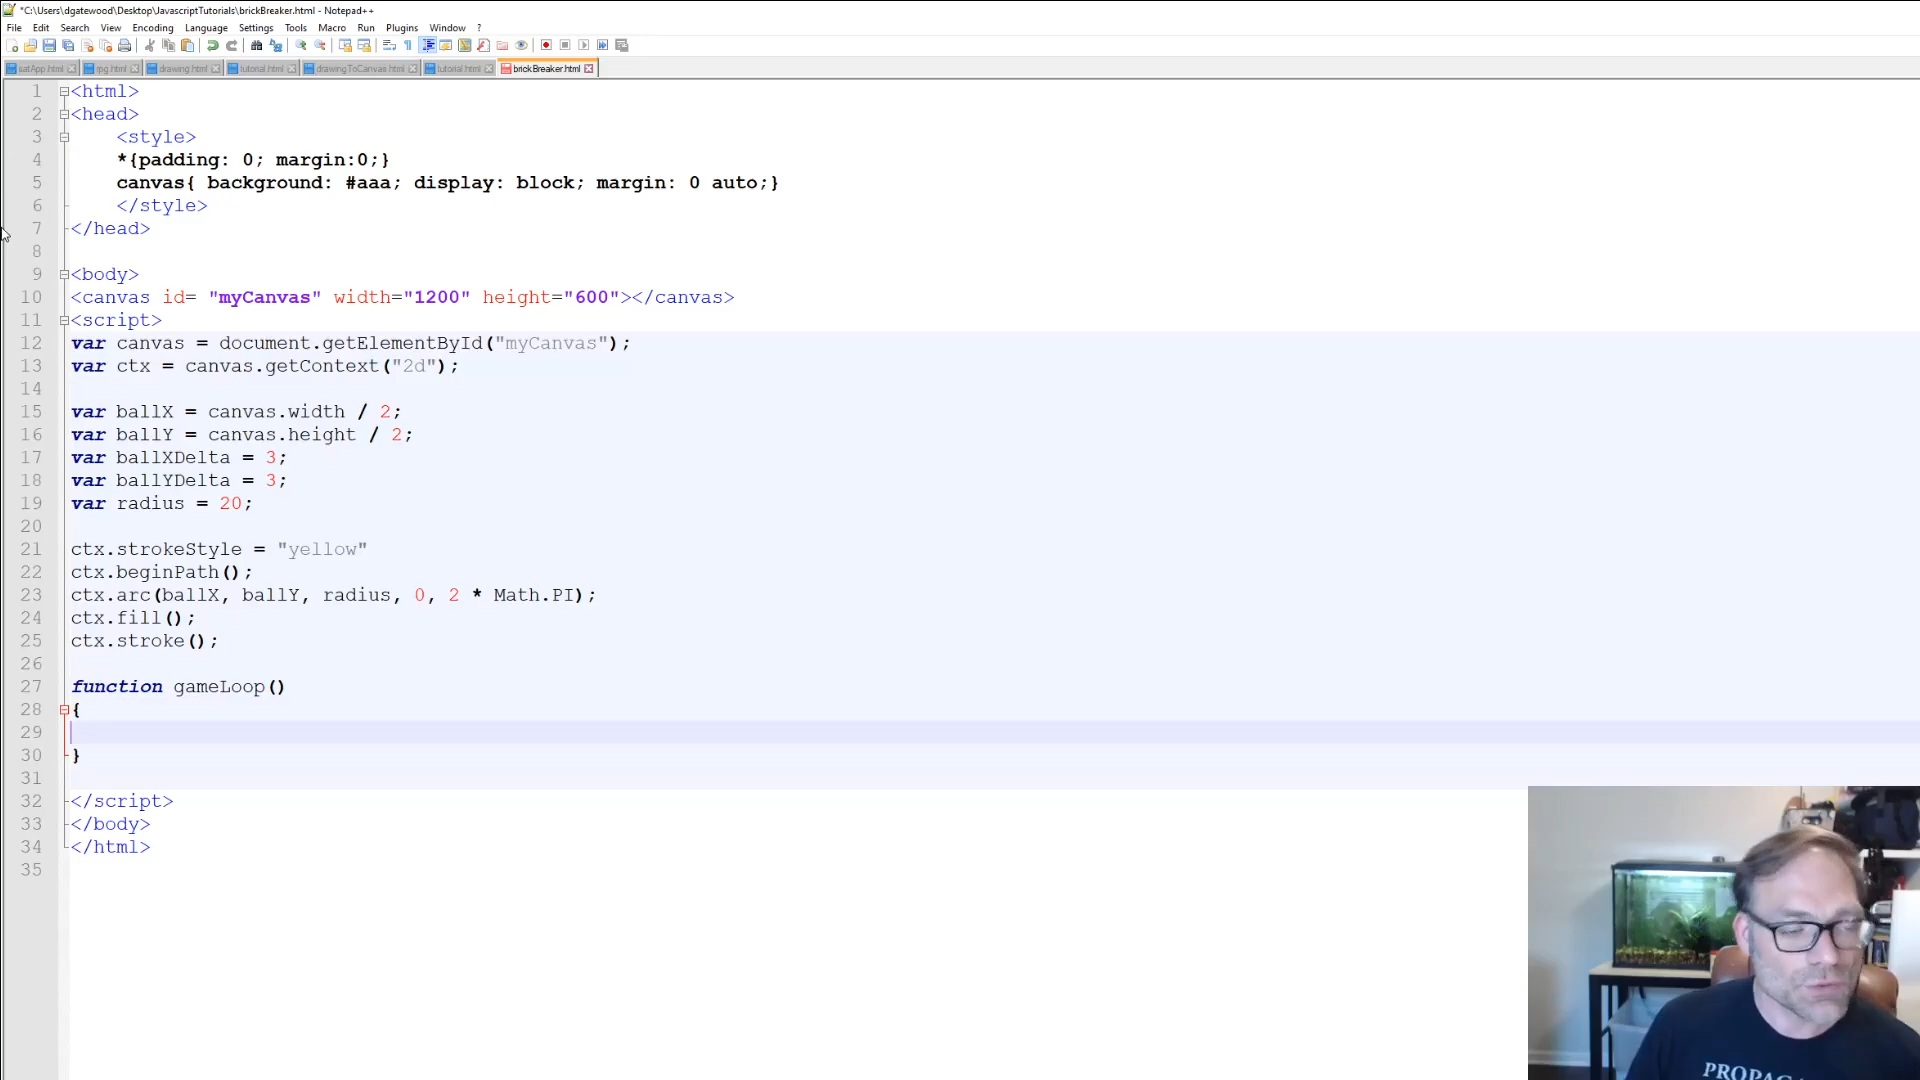 *C:\Users\dgatewood\Desktop\JavascriptTutorials\brickBreaker.html - Notepad++
File Edit Search View Encoding Language Settings Tools Macro Run Plugins Window ?
satApp.html rpg.html drawing.html tutorial.html drawingToCanvas.html tutorial.html brickBreaker.html
1 <html>
2 <head>
3 <style>
4 *{padding: 0; margin:0;}
5 canvas{ background: #aaa; display: block; margin: 0 auto;}
6 </style>
7 </head>
8
9 <body>
10 <canvas id= "myCanvas" width="1200" height="600"></canvas>
11 <script>
12 var canvas = document.getElementById("myCanvas");
13 var ctx = canvas.getContext("2d");
14
15 var ballX = canvas.width / 2;
16 var ballY = canvas.height / 2;
17 var ballXDelta = 3;
18 var ballYDelta = 3;
19 var radius = 20;
20
21 ctx.strokeStyle = "yellow"
22 ctx.beginPath();
23 ctx.arc(ballX, ballY, radius, 0, 2 * Math.PI);
24 ctx.fill();
25 ctx.stroke();
26
27 function gameLoop()
28 {
29
30 }
31
32 </script>
33 </body>
34 </html>
35